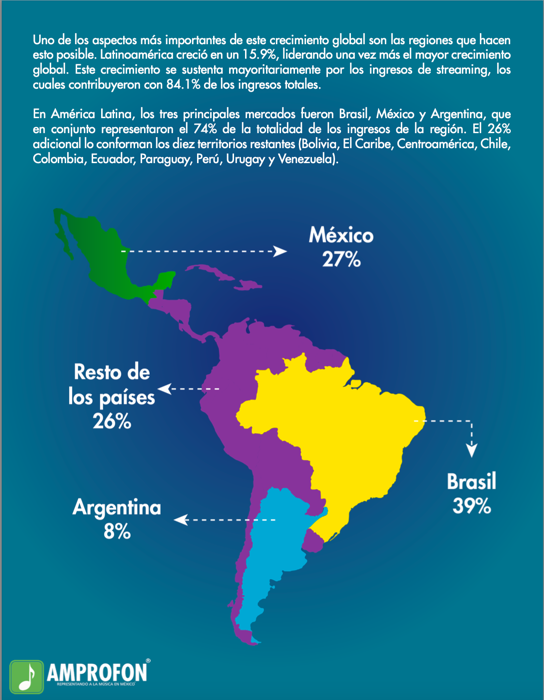 Uno de los aspectos más importantes de este crecimiento global son las regiones que hacen
esto posible. Latinoamérica creció en un 15.9%, liderando una vez más el mayor crecimiento
global. Este crecimiento se sustenta mayoritariamente por los ingresos de streaming, los
cuales contribuyeron con 84.1% de los ingresos totales.
En América Latina, los tres principales mercados fueron Brasil, México y Argentina, que
en conjunto representaron el 74% de la totalidad de los ingresos de la región. El 26%
adicional lo conforman los diez territorios restantes (Bolivia, El Caribe, Centroamérica, Chile,
Colombia, Ecuador, Paraguay, Perú, Urugay y Venezuela).
México
27%
Resto de
los países
26%
Brasil
39%
Argentina
8%
AMPROFON®
REPRESENTANDO A LA MÚSICA EN MÉXICO